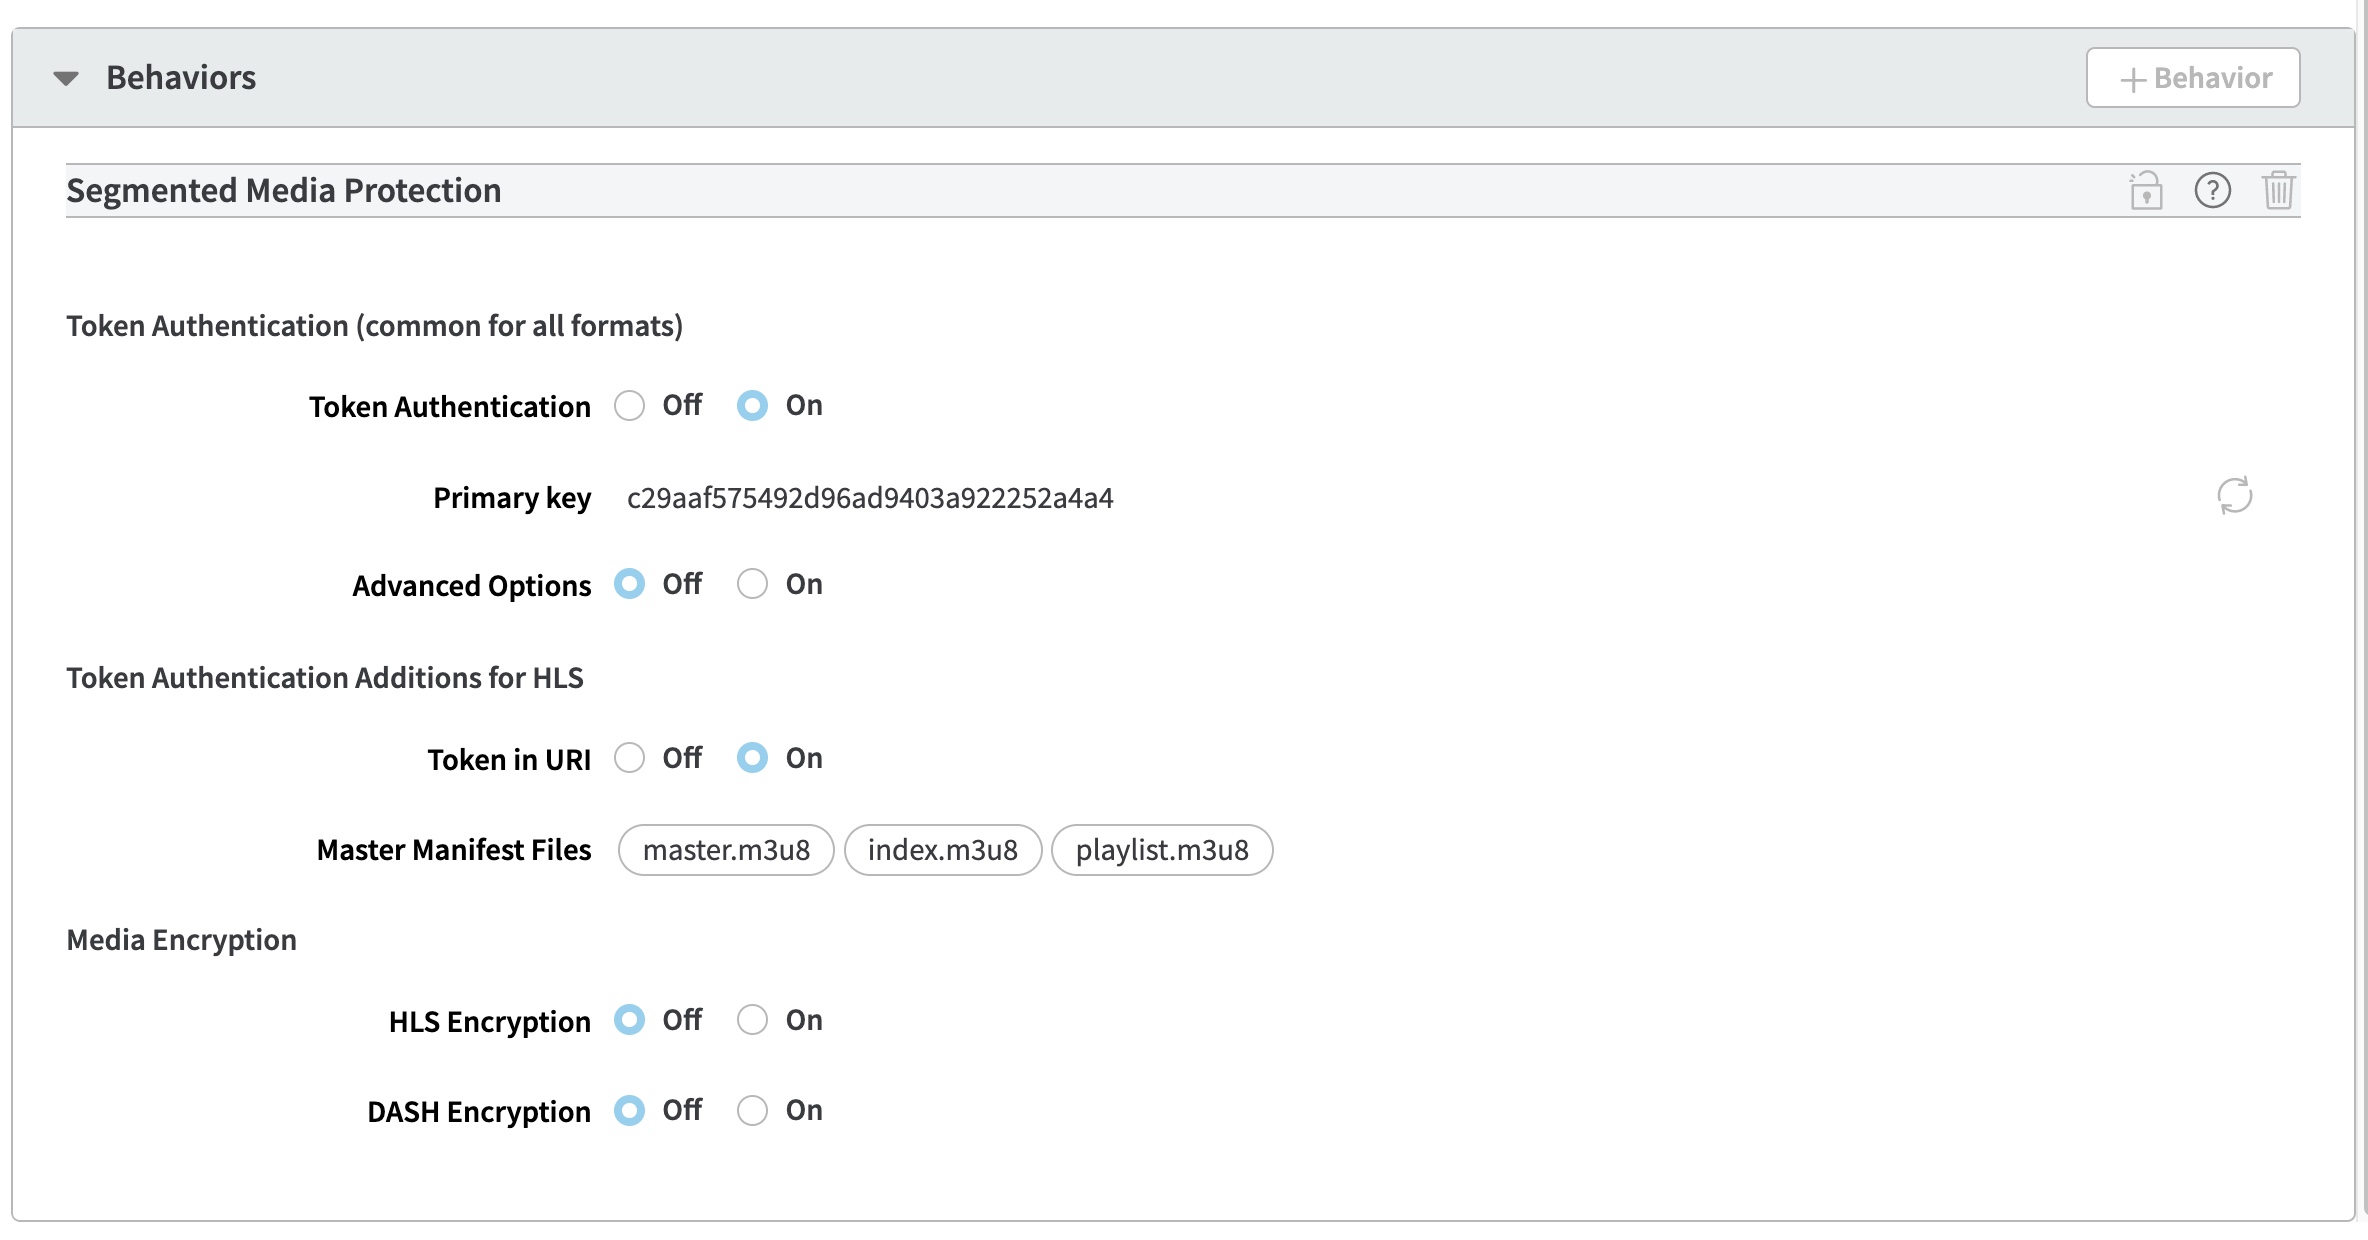 Behaviors
+ Behavior
Segmented Media Protection
?
Token Authentication (common for all formats)
Token Authentication Off On
Primary key c29aaf575492d96ad9403a922252a4a4
Advanced Options Off On
Token Authentication Additions for HLS
Token in URI Off On
Master Manifest Files master.m3u8 index.m3u8 playlist.m3u8
Media Encryption
HLS Encryption Off On
DASH Encryption Off On